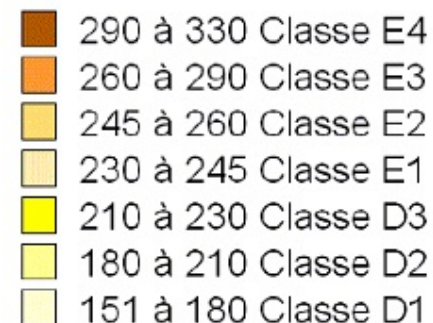 290 à 330 Classe E4
260 à 290 Classe E3
245 à 260 Classe E2
230 à 245 Classe E1
210 à 230 Classe D3
180 à 210 Classe D2
151 à 180 Classe D1